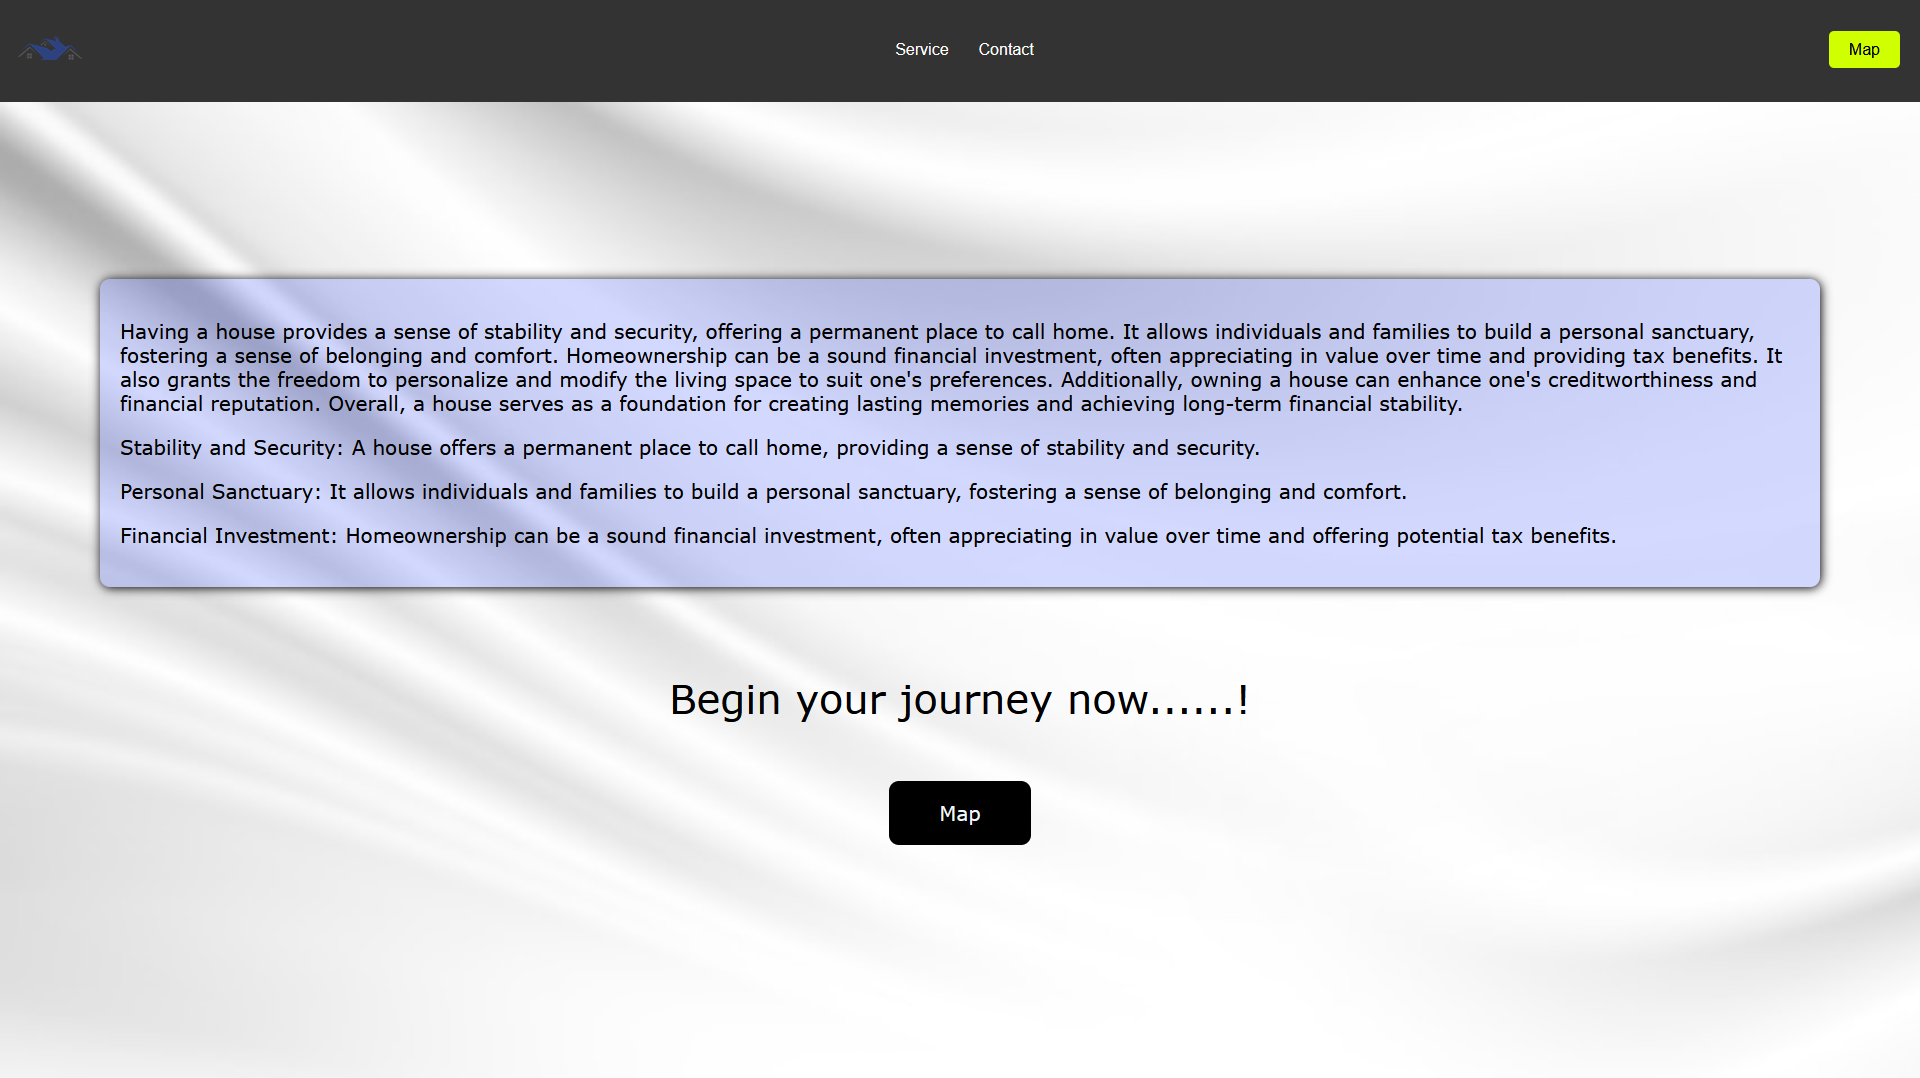 Service Contact Map
Having a house provides a sense of stability and security, offering a permanent place to call home. It allows individuals and families to build a personal sanctuary,
fostering a sense of belonging and comfort. Homeownership can be a sound financial investment, often appreciating in value over time and providing tax benefits. It
also grants the freedom to personalize and modify the living space to suit one's preferences. Additionally, owning a house can enhance one's creditworthiness and
financial reputation. Overall, a house serves as a foundation for creating lasting memories and achieving long-term financial stability.
Stability and Security: A house offers a permanent place to call home, providing a sense of stability and security.
Personal Sanctuary: It allows individuals and families to build a personal sanctuary, fostering a sense of belonging and comfort.
Financial Investment: Homeownership can be a sound financial investment, often appreciating in value over time and offering potential tax benefits.
Begin your journey now......!
Map